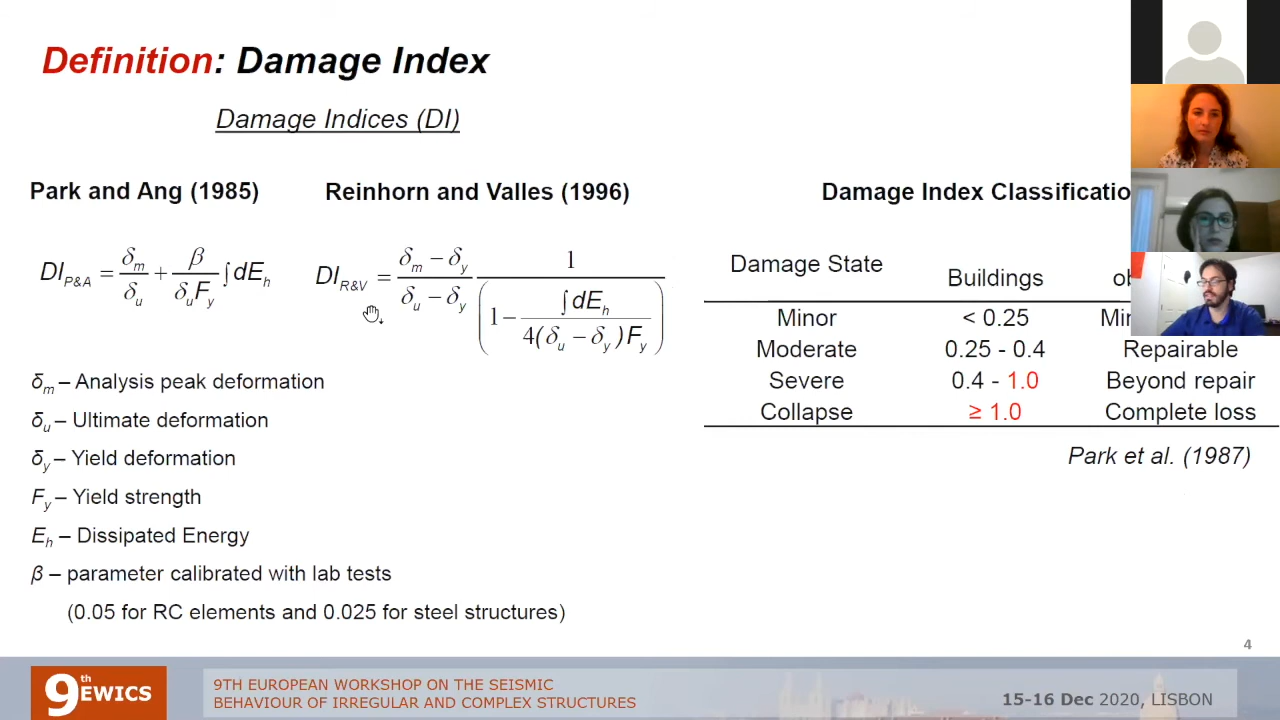 Definition: Damage Index
Damage Indices (DI)
Park and Ang (1985)
Reinhorn and Valles (1996)
DI_{P&A} = δ_m/δ_u + β/(δ_u F_y) ∫dE_h
DI_{R&V} = (δ_m − δ_y)/(δ_u − δ_y) · 1/(1 − ∫dE_h/(4(δ_u − δ_y)F_y))
δ_m – Analysis peak deformation
δ_u – Ultimate deformation
δ_y – Yield deformation
F_y – Yield strength
E_h – Dissipated Energy
β – parameter calibrated with lab tests
(0.05 for RC elements and 0.025 for steel structures)
Damage Index
Damage State Buildings
Minor < 0.25
Moderate 0.25 - 0.4 Repairable
Severe 0.4 - 1.0 Beyond repair
Collapse ≥ 1.0 Complete loss
Park et al. (1987)
4
9th EWICS
9TH EUROPEAN WORKSHOP ON THE SEISMIC
BEHAVIOUR OF IRREGULAR AND COMPLEX STRUCTURES
15-16 Dec 2020, LISBON